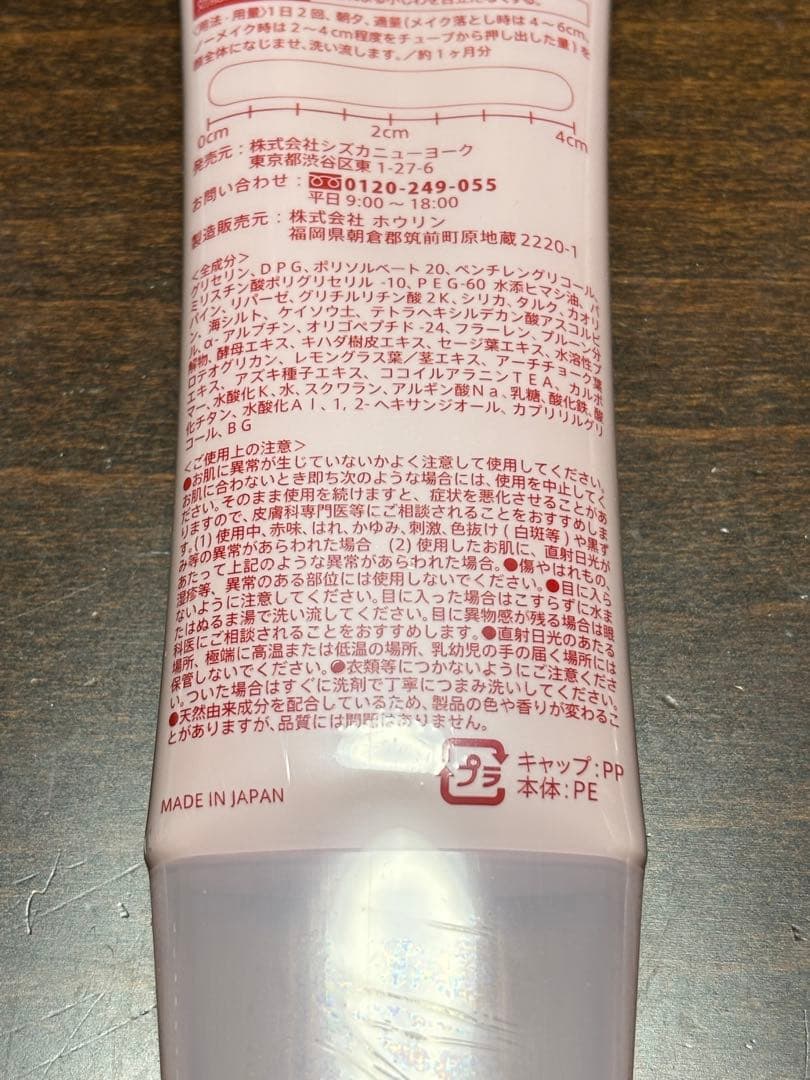 よる小じわを目立たなくする。
〈用法・用量〉1日2回、朝夕、適量(メイク落とし時は4～6cm、
ノーメイク時は2～4cm程度をチューブから押し出した量)を
顔全体になじませ、洗い流します。/約1ヶ月分
0cm 2cm 4cm
発売元：株式会社シズカニューヨーク
東京都渋谷区東1-27-6
お問い合わせ：0120-249-055
平日9:00～18:00
製造販売元：株式会社 ホウリン
福岡県朝倉郡筑前町原地蔵2220-1
＜全成分＞
グリセリン、DPG、ポリソルベート20、ペンチレングリコール、
ミリスチン酸ポリグリセリル-10、PEG-60水添ヒマシ油、パ
パイン、リパーゼ、グリチルリチン酸2K、シリカ、タルク、カオリ
ン、海シルト、ケイソウ土、テトラヘキシルデカン酸アスコルビ
ル、α-アルブチン、オリゴペプチド-24、フラーレン、プルーン分
解物、酵母エキス、キハダ樹皮エキス、セージ葉エキス、水溶性プ
ロテオグリカン、レモングラス葉/茎エキス、アーチチョーク葉
エキス、アズキ種子エキス、ココイルアラニンTEA、カルボ
マー、水酸化K、水、スクワラン、アルギン酸Na、乳糖、酸化鉄、酸
化チタン、水酸化Al、1,2-ヘキサンジオール、カプリリルグリ
コール、BG
＜ご使用上の注意＞
●お肌に異常が生じていないかよく注意して使用してください。
お肌に合わないとき即ち次のような場合には、使用を中止してく
ださい。そのまま使用を続けますと、症状を悪化させることがあ
りますので、皮膚科専門医等にご相談されることをおすすめしま
す。(1)使用中、赤味、はれ、かゆみ、刺激、色抜け(白斑等)や黒ず
み等の異常があらわれた場合 (2)使用したお肌に、直射日光が
あたって上記のような異常があらわれた場合。●傷やはれもの、
湿疹等、異常のある部位には使用しないでください。●目に入ら
ないように注意してください。目に入った場合はこすらずに水ま
たはぬるま湯で洗い流してください。目に異物感が残る場合は眼
科医にご相談されることをおすすめします。●直射日光のあたる
場所、極端に高温または低温の場所、乳幼児の手の届く場所には
保管しないでください。●衣類等につかないようにご注意くださ
い。ついた場合はすぐに洗剤で丁寧につまみ洗いしてください。
●天然由来成分を配合しているため、製品の色や香りが変わるこ
とがありますが、品質には問題はありません。
プラ キャップ：PP
本体：PE
MADE IN JAPAN